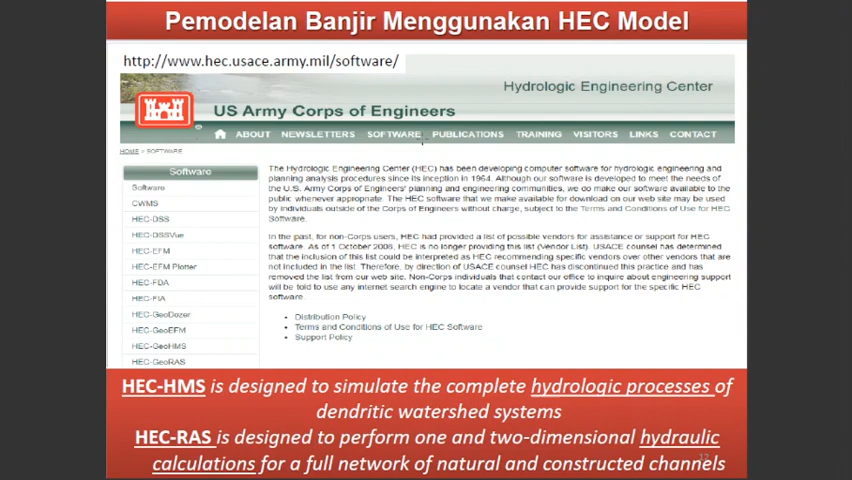 Pemodelan Banjir Menggunakan HEC Model
http://www.hec.usace.army.mil/software/
Hydrologic Engineering Center
US Army Corps of Engineers
ABOUT NEWSLETTERS SOFTWARE PUBLICATIONS TRAINING VISITORS LINKS CONTACT
HOME > SOFTWARE
Software
Software
CWMS
HEC-DSS
HEC-DSSVue
HEC-EFM
HEC-EFM Plotter
HEC-FDA
HEC-FIA
HEC-GeoDozer
HEC-GeoEFM
HEC-GeoHMS
HEC-GeoRAS
The Hydrologic Engineering Center (HEC) has been developing computer software for hydrologic engineering and
planning analysis procedures since its inception in 1964. Although our software is developed to meet the needs of
the U.S. Army Corps of Engineers' planning and engineering communities, we do make our software available to the
public whenever appropriate. The HEC software that we make available for download on our web site may be used
by individuals outside of the Corps of Engineers without charge, subject to the Terms and Conditions of Use for HEC
Software.
In the past, for non-Corps users, HEC had provided a list of possible vendors for assistance or support for HEC
software. As of 1 October 2006, HEC is no longer providing this list (Vendor List). USACE counsel has determined
that the inclusion of this list could be interpreted as HEC recommending specific vendors over other vendors that are
not included in the list. Therefore, by direction of USACE counsel HEC has discontinued this practice and has
removed the list from our web site. Non-Corps individuals that contact our office to inquire about engineering support
will be told to use any internet search engine to locate a vendor that can provide support for the specific HEC
software.
• Distribution Policy
• Terms and Conditions of Use for HEC Software
• Support Policy
HEC-HMS is designed to simulate the complete hydrologic processes of
dendritic watershed systems
HEC-RAS is designed to perform one and two-dimensional hydraulic
calculations for a full network of natural and constructed channels